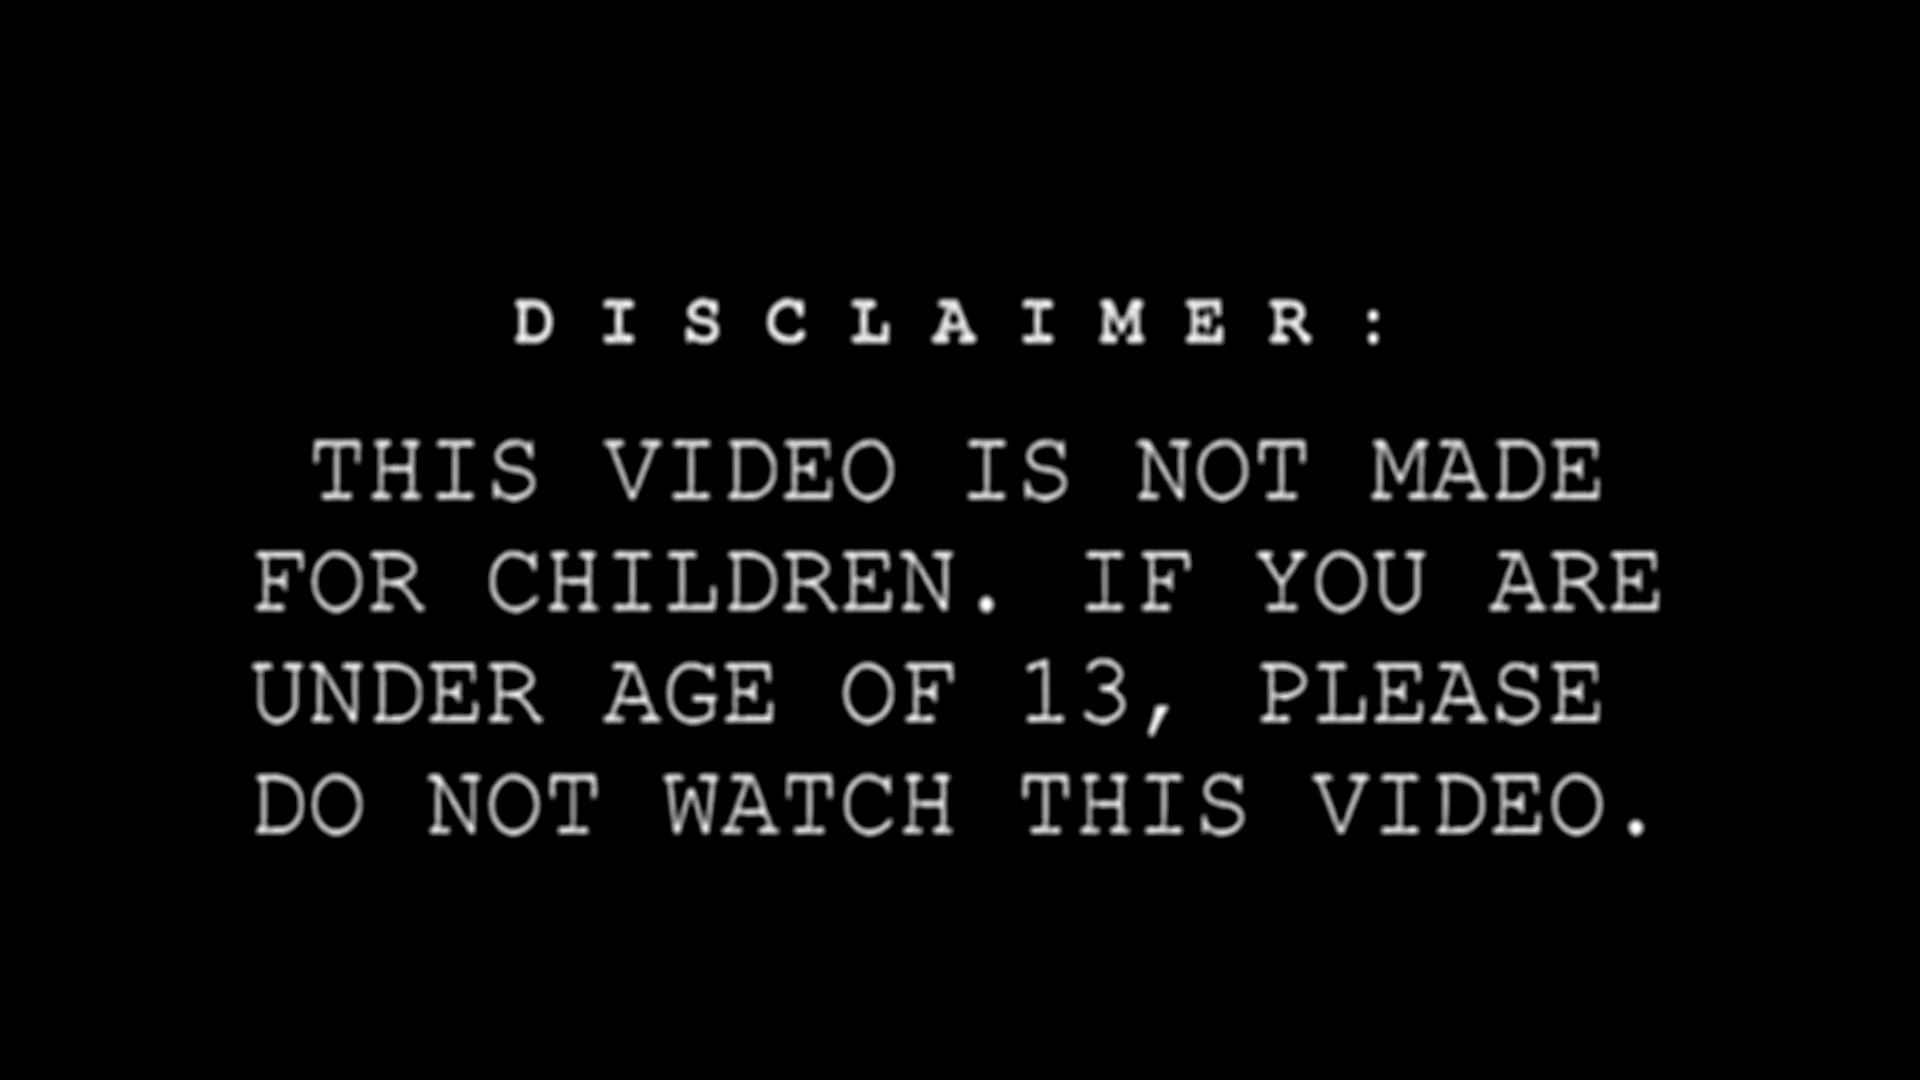 D I S C L A I M E R :
THIS VIDEO IS NOT MADE
FOR CHILDREN. IF YOU ARE
UNDER AGE OF 13, PLEASE
DO NOT WATCH THIS VIDEO.